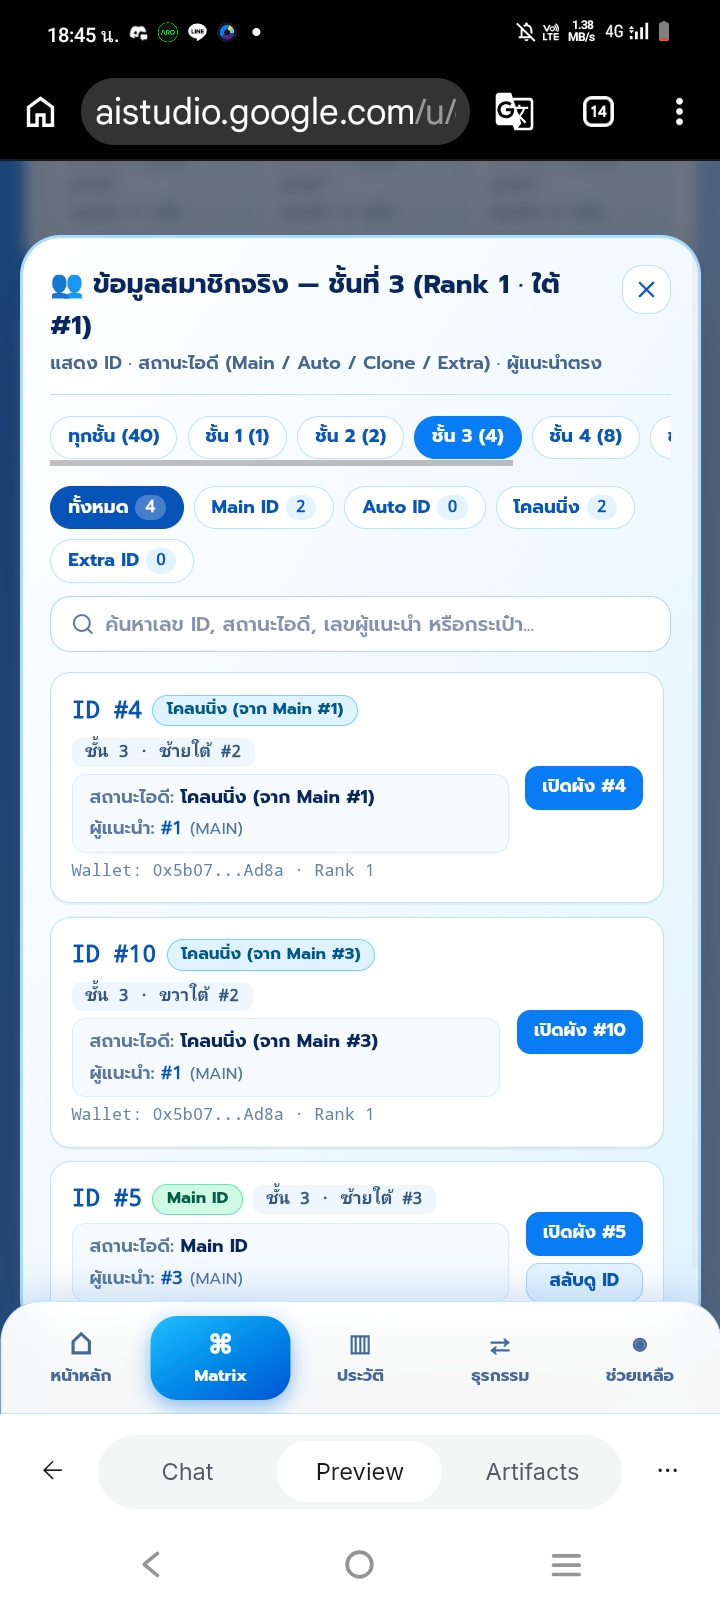 18:45 น.
1.38 MB/s
VoLTE
4G
aistudio.google.com/u/
14
👥 ข้อมูลสมาชิกจริง — ชั้นที่ 3 (Rank 1 · ใต้
#1)
แสดง ID · สถานะไอดี (Main / Auto / Clone / Extra) · ผู้แนะนำตรง
ทุกชั้น (40) ชั้น 1 (1) ชั้น 2 (2) ชั้น 3 (4) ชั้น 4 (8)
ทั้งหมด 4 Main ID 2 Auto ID 0 โคลนนิ่ง 2
Extra ID 0
ค้นหาเลข ID, สถานะไอดี, เลขผู้แนะนำ หรือกระเป๋า...
ID #4 โคลนนิ่ง (จาก Main #1)
ชั้น 3 · ซ้ายใต้ #2
สถานะไอดี: โคลนนิ่ง (จาก Main #1)
ผู้แนะนำ: #1 (MAIN)
เปิดผัง #4
Wallet: 0x5b07...Ad8a · Rank 1
ID #10 โคลนนิ่ง (จาก Main #3)
ชั้น 3 · ขวาใต้ #2
สถานะไอดี: โคลนนิ่ง (จาก Main #3)
ผู้แนะนำ: #1 (MAIN)
เปิดผัง #10
Wallet: 0x5b07...Ad8a · Rank 1
ID #5 Main ID ชั้น 3 · ซ้ายใต้ #3
สถานะไอดี: Main ID
ผู้แนะนำ: #3 (MAIN)
เปิดผัง #5
สลับดู ID
หน้าหลัก Matrix ประวัติ ธุรกรรม ช่วยเหลือ
Chat Preview Artifacts